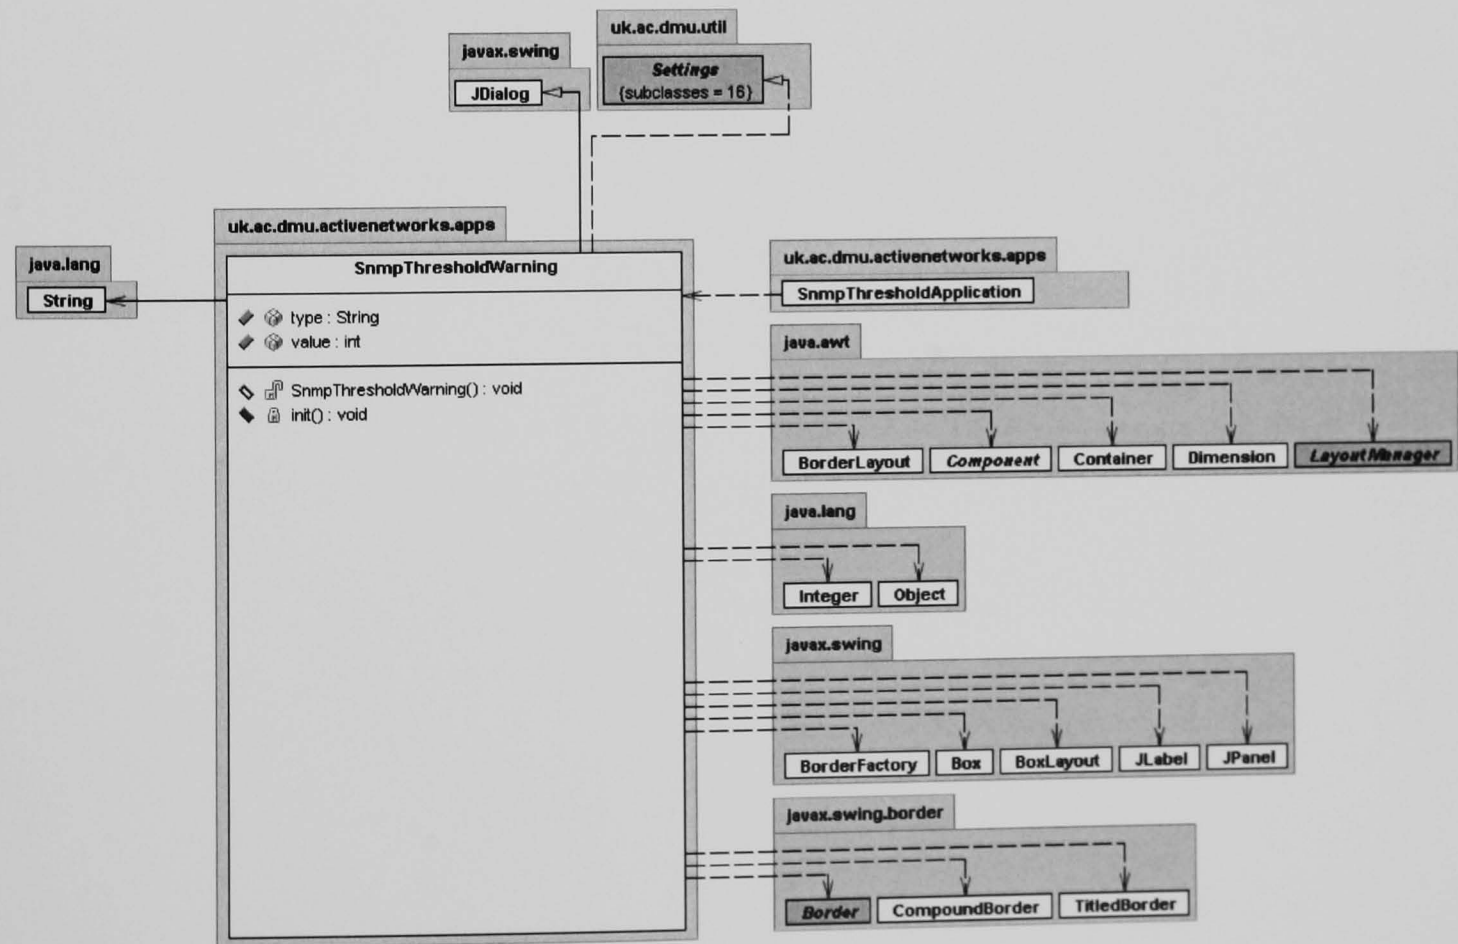 uk.ac.dmu.util
javax.swing
Settings
{subclasses = 16}
JDialog
uk.ac.dmu.activenetworks.apps
java.lang
String
SnmpThresholdWarning
type : String
value : int
SnmpThresholdWarning() : void
init() : void
uk.ac.dmu.activenetworks.apps
SnmpThresholdApplication
java.awt
BorderLayout
Component
Container
Dimension
LayoutManager
java.lang
Integer
Object
javax.swing
BorderFactory
Box
BoxLayout
JLabel
JPanel
javax.swing.border
Border
CompoundBorder
TitledBorder